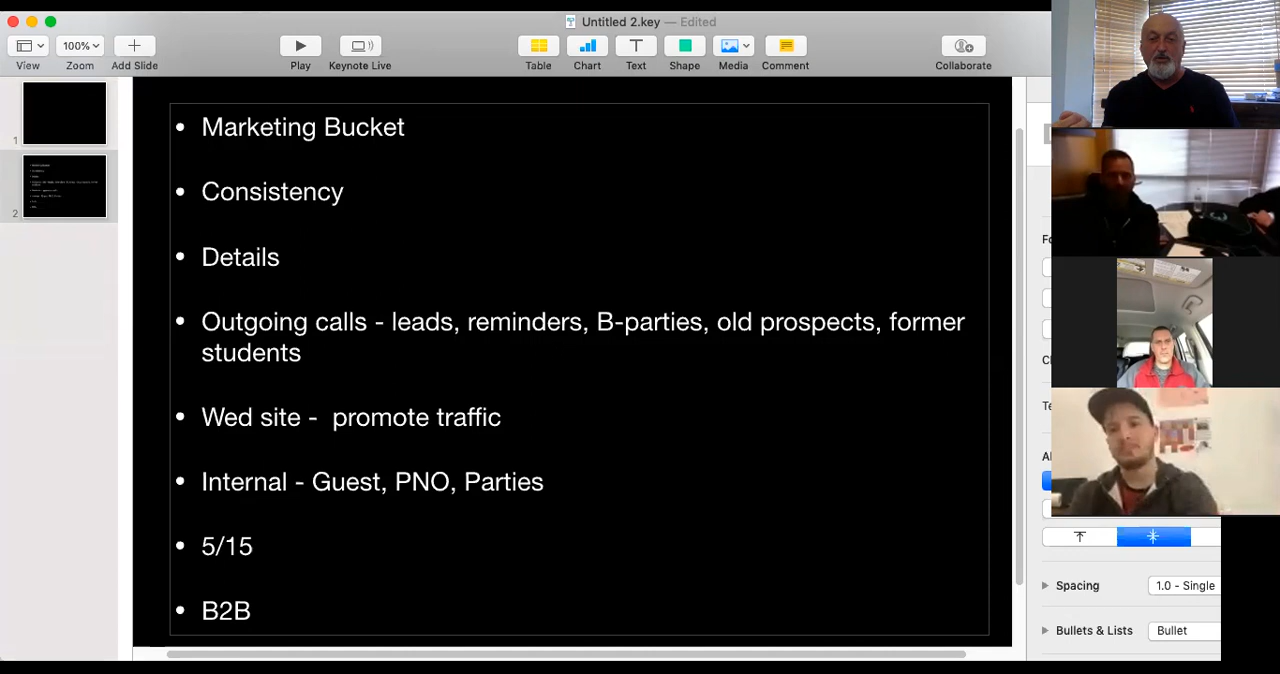 Untitled 2.key — Edited
100%
View
Zoom
Add Slide
Play
Keynote Live
Table
Chart
Text
Shape
Media
Comment
Collaborate
1
2
• Marketing Bucket
• Consistency
• Details
• Outgoing calls - leads, reminders, B-parties, old prospects, former
students
• Wed site -  promote traffic
• Internal - Guest, PNO, Parties
• 5/15
• B2B
Spacing
1.0 - Single
Bullets & Lists
Bullet